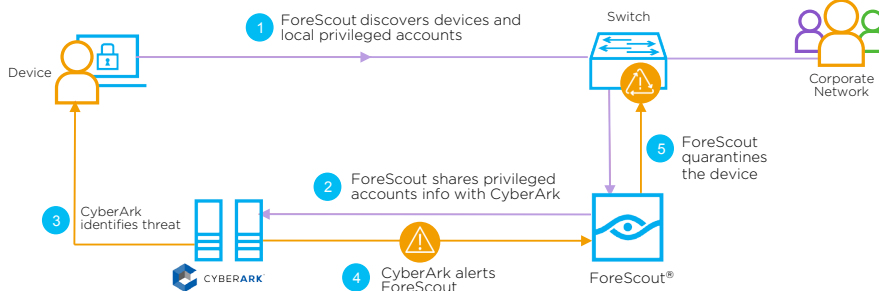 1
ForeScout discovers devices and
local privileged accounts
Switch
Device
Corporate
Network
5
ForeScout
quarantines
the device
2
ForeScout shares privileged
accounts info with CyberArk
3
CyberArk
identifies threat
4
CyberArk alerts
ForeScout
CYBERARK
ForeScout®